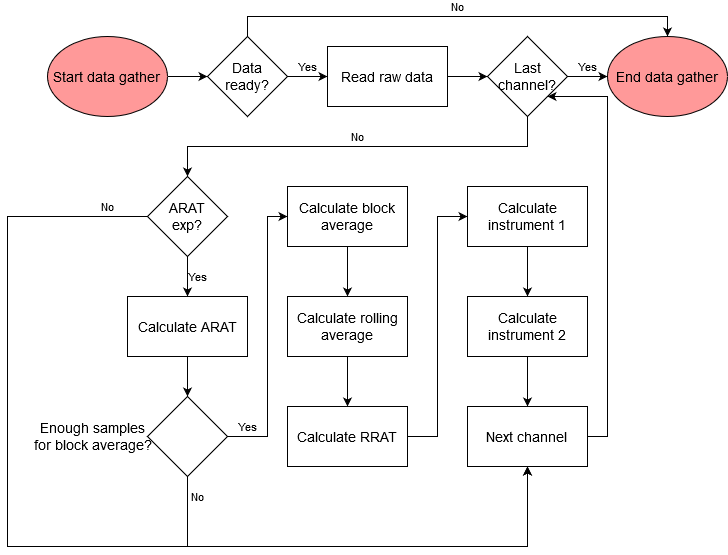 No
Start data gather
Data
ready?
Yes
Read raw data
Last
channel?
Yes
End data gather
No
No
ARAT
exp?
Yes
Calculate ARAT
Enough samples
for block average?
Yes
No
Calculate block
average
Calculate rolling
average
Calculate RRAT
Calculate
instrument 1
Calculate
instrument 2
Next channel